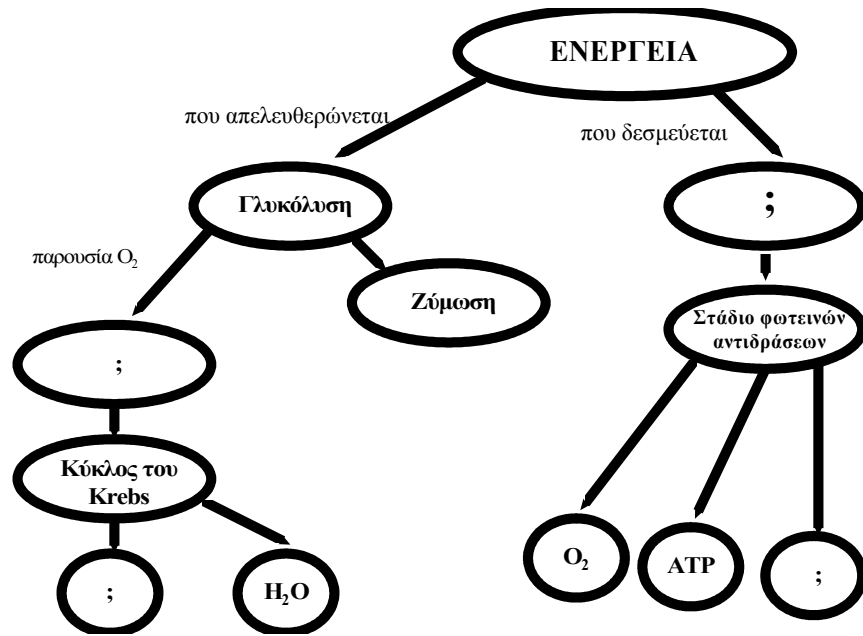 ΕΝΕΡΓΕΙΑ
που απελευθερώνεται
που δεσμεύεται
Γλυκόλυση
;
παρουσία O₂
Ζύμωση
Στάδιο φωτεινών
αντιδράσεων
;
Κύκλος του
Krebs
;
H₂O
O₂
ATP
;